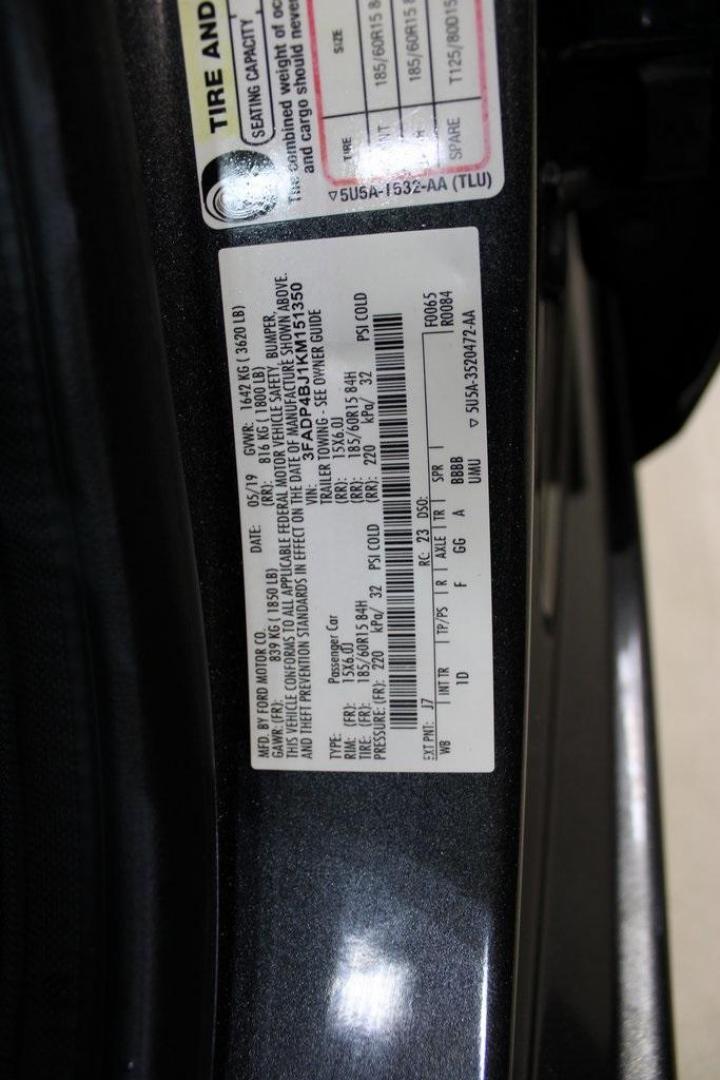 TIRE AND
SEATING CAPACITY
The combined weight of oc
and cargo should never
TIRE SIZE
185/60R15 8
185/60R15 8
SPARE T125/80D15
▽5U5A-1532-AA (TLU)
MFD. BY FORD MOTOR CO. DATE: 05/19 GVWR: 1642 KG ( 3620 LB)
GAWR: (FR): 839 KG ( 1850 LB) (RR): 816 KG ( 1800 LB)
THIS VEHICLE CONFORMS TO ALL APPLICABLE FEDERAL MOTOR VEHICLE SAFETY, BUMPER,
AND THEFT PREVENTION STANDARDS IN EFFECT ON THE DATE OF MANUFACTURE SHOWN ABOVE.
VIN: 3FADP4BJ1KM151350
TYPE: Passenger Car TRAILER TOWING - SEE OWNER GUIDE
RIM: (FR): 15X6.0J (RR): 15X6.0J
TIRE: (FR): 185/60R15 84H (RR): 185/60R15 84H
PRESSURE: (FR): 220 kPa/ 32 PSI COLD (RR): 220 kPa/ 32 PSI COLD
EXT PNT: J7 RC: 23 DSO: F0065
WB | INT TR | TP/PS | R | AXLE | TR | SPR | R0084
1D F GG A BBBB
UMU ▽ 5U5A-3520472-AA